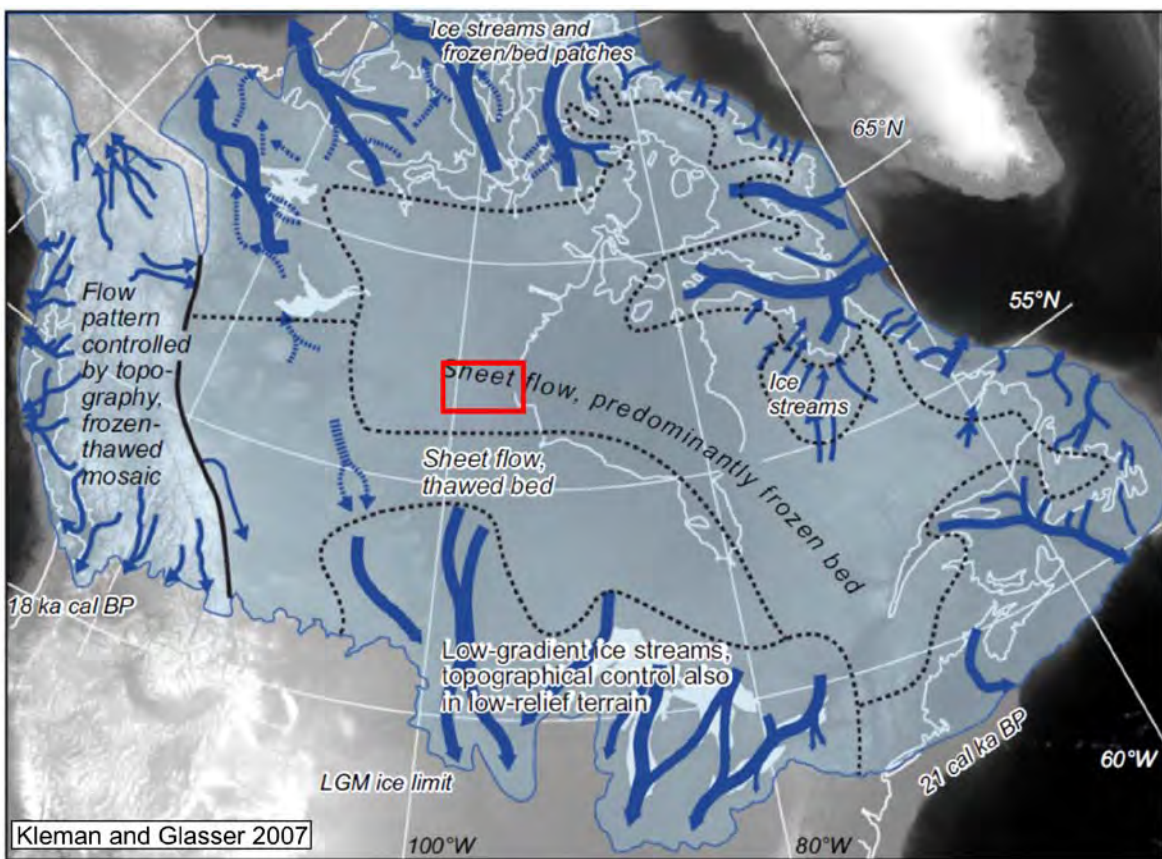 Ice streams and
frozen/bed patches
65°N
Flow
pattern
controlled
by topo-
graphy,
frozen-
thawed
mosaic
55°N
Ice
streams
Sheet flow, predominantly frozen bed
Sheet flow,
thawed bed
18 ka cal BP
Low-gradient ice streams,
topographical control also
in low-relief terrain
LGM ice limit
21 cal ka BP
60°W
Kleman and Glasser 2007
100°W
80°W